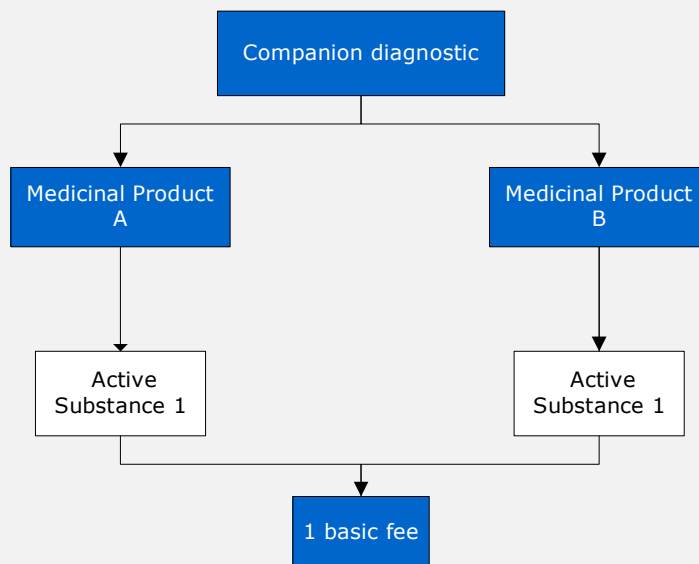 Companion diagnostic
Medicinal Product
A
Medicinal Product
B
Active
Substance 1
Active
Substance 1
1 basic fee